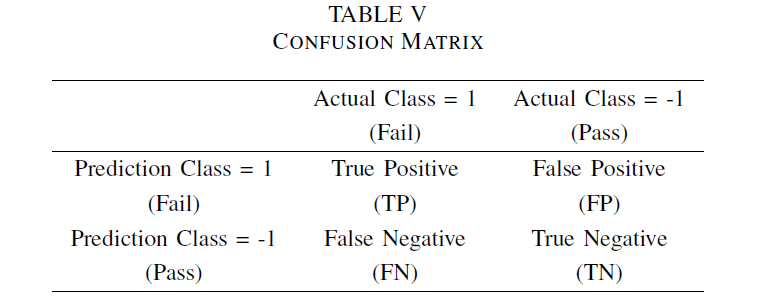 TABLE V
CONFUSION MATRIX
Actual Class = 1 Actual Class = -1
(Fail) (Pass)
Prediction Class = 1 True Positive False Positive
(Fail) (TP) (FP)
Prediction Class = -1 False Negative True Negative
(Pass) (FN) (TN)